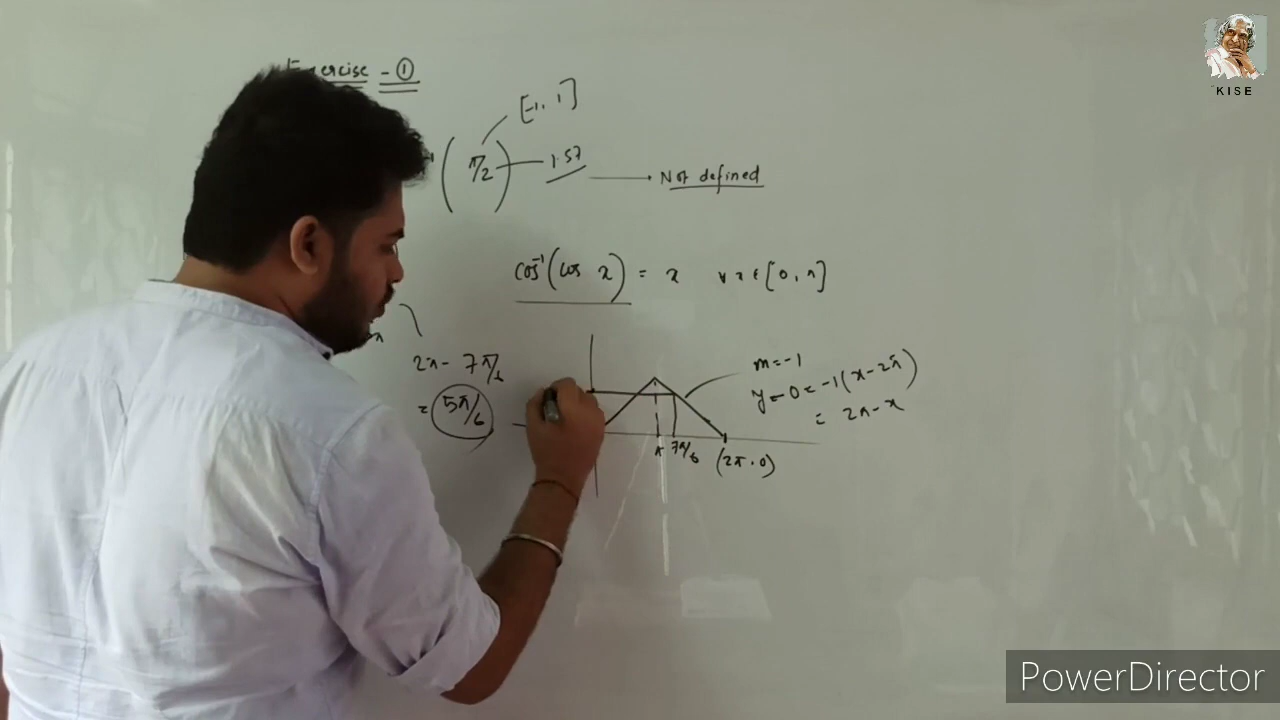 Exercise - ①
[-1, 1]
-1 ( π/2 ) 1.57 Not defined
cos⁻¹(cos x) = x ∀ x ∈ [0, π]
2π - 7π/6
= 5π/6
m = -1
y - 0 = -1(x - 2π)
= 2π - x
π 7π/6 (2π, 0)
KISE
PowerDirector